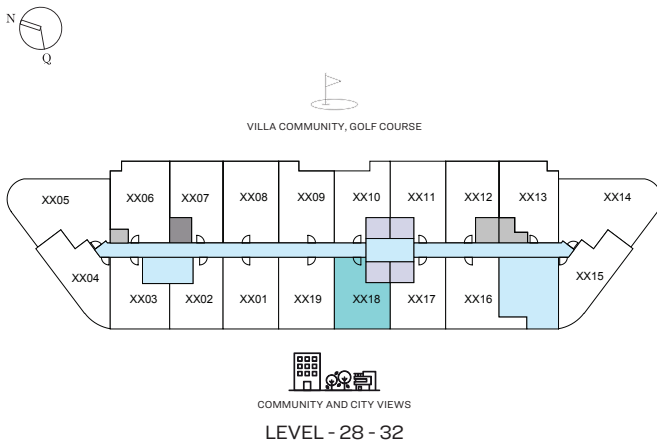 N
Q
VILLA COMMUNITY, GOLF COURSE
XX05
XX06
XX07
XX08
XX09
XX10
XX11
XX12
XX13
XX14
XX04
XX03
XX02
XX01
XX19
XX18
XX17
XX16
XX15
COMMUNITY AND CITY VIEWS
LEVEL - 28 - 32